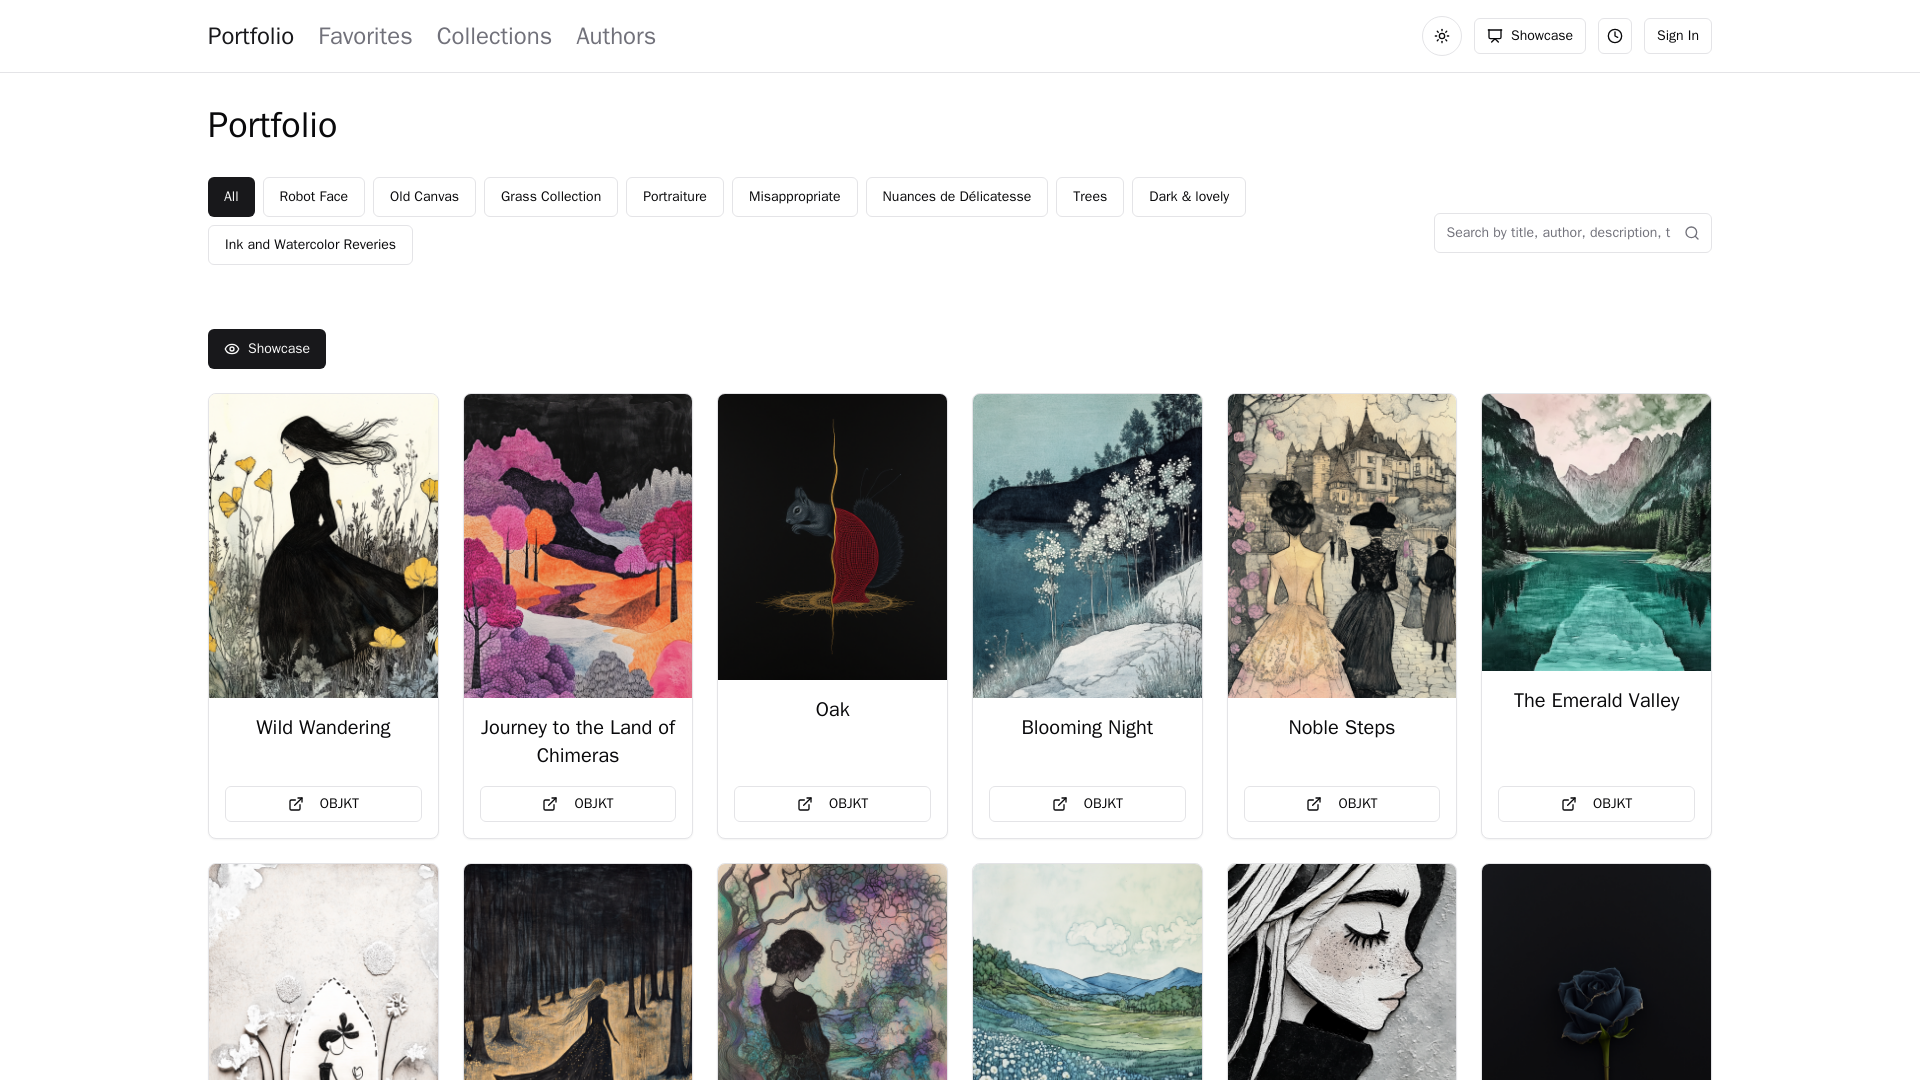 Portfolio Favorites Collections Authors Showcase Sign In
Portfolio
All Robot Face Old Canvas Grass Collection Portraiture Misappropriate Nuances de Délicatesse Trees Dark & lovely
Ink and Watercolor Reveries
Search by title, author, description, t
Showcase
Wild Wandering
Journey to the Land of
Chimeras
Oak
Blooming Night
Noble Steps
The Emerald Valley
OBJKT OBJKT OBJKT OBJKT OBJKT OBJKT